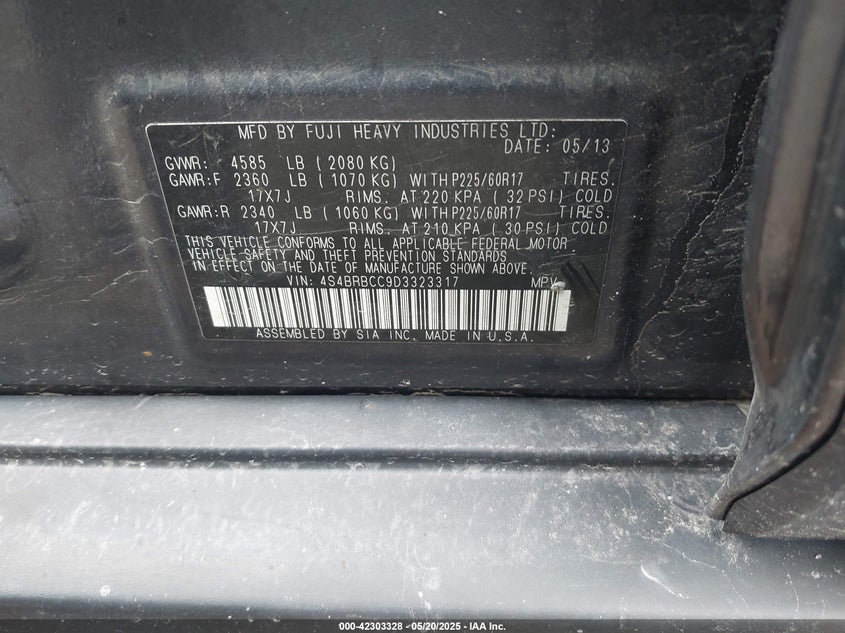 MFD BY FUJI HEAVY INDUSTRIES LTD:
DATE: 05/13
GVWR: 4585 LB ( 2080 KG)
GAWR:F 2360 LB ( 1070 KG) WITH P225/60R17 TIRES.
17X7J RIMS. AT 220 KPA ( 32 PSI) COLD
GAWR:R 2340 LB ( 1060 KG) WITH P225/60R17 TIRES.
17X7J RIMS. AT 210 KPA ( 30 PSI) COLD
THIS VEHICLE CONFORMS TO ALL APPLICABLE FEDERAL MOTOR
VEHICLE SAFETY AND THEFT PREVENTION STANDARDS
IN EFFECT ON THE DATE OF MANUFACTURE SHOWN ABOVE.
VIN: 4S4BRBCC9D3323317 MPV
ASSEMBLED BY SIA INC. MADE IN U.S.A.
000-42303328 - 05/20/2025 - IAA Inc.